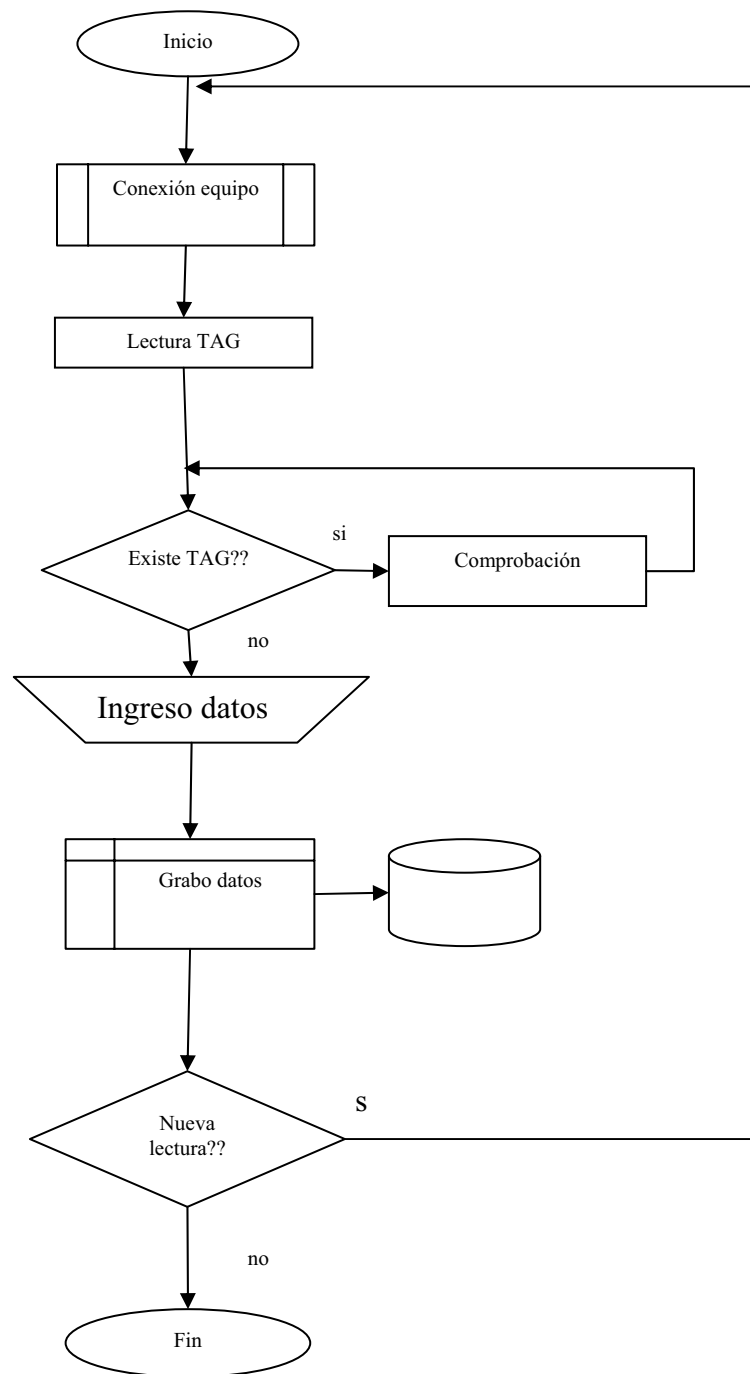 Inicio
Conexión equipo
Lectura TAG
Existe TAG??
si
Comprobación
no
Ingreso datos
Grabo datos
Nueva
lectura??
S
no
Fin